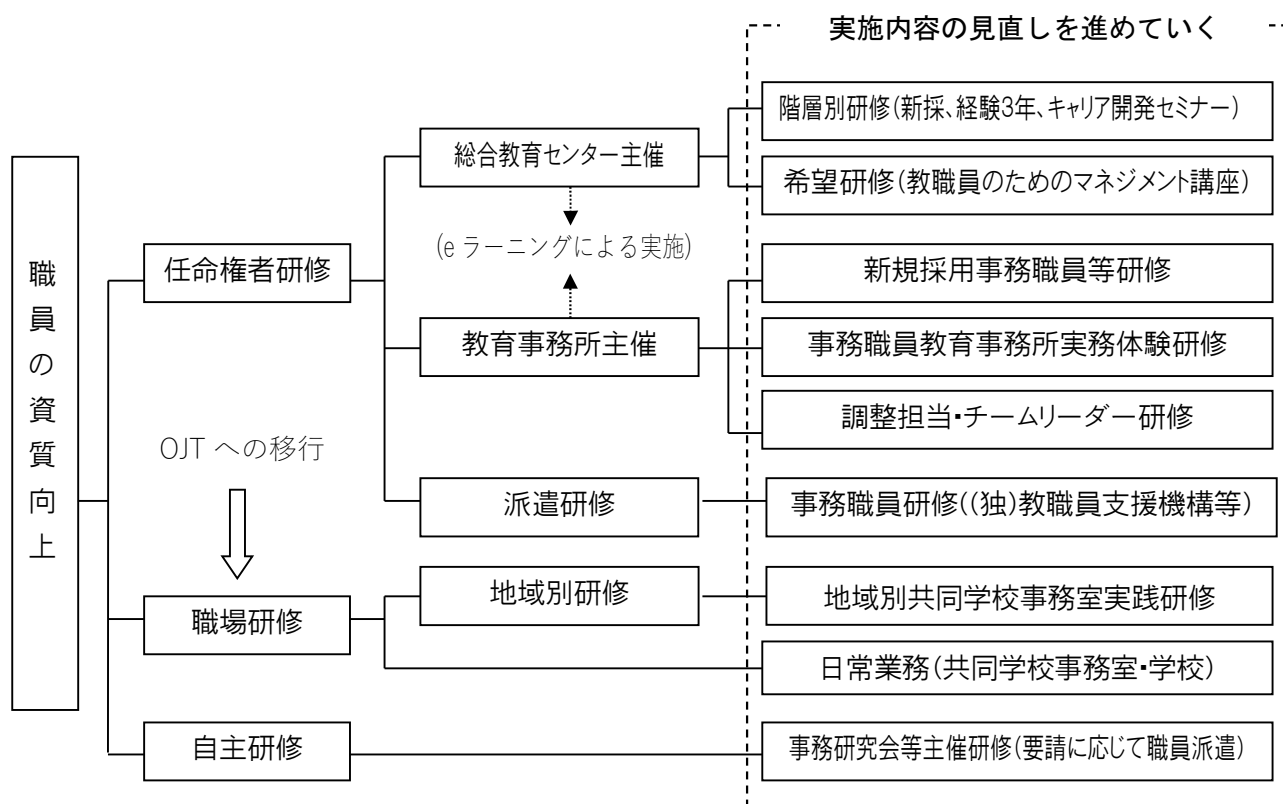 実施内容の見直しを進めていく
階層別研修(新採、経験3年、キャリア開発セミナー)
総合教育センター主催
希望研修(教職員のためのマネジメント講座)
(e ラーニングによる実施)
任命権者研修
新規採用事務職員等研修
教育事務所主催
事務職員教育事務所実務体験研修
調整担当・チームリーダー研修
職員の資質向上
OJT への移行
派遣研修
事務職員研修((独)教職員支援機構等)
地域別研修
地域別共同学校事務室実践研修
職場研修
日常業務(共同学校事務室・学校)
自主研修
事務研究会等主催研修(要請に応じて職員派遣)